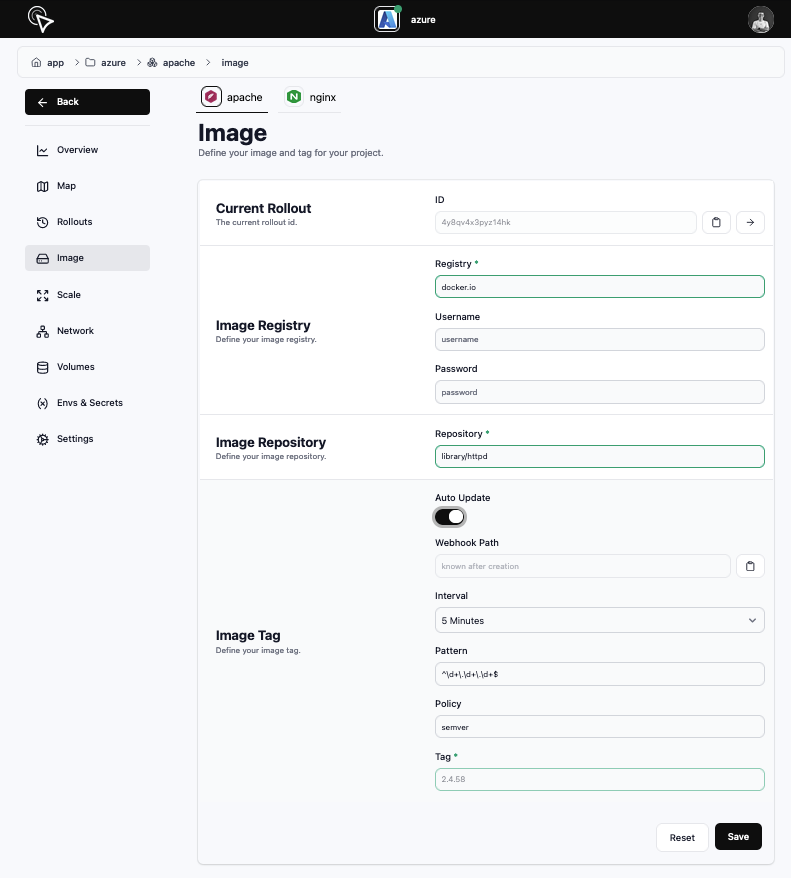 azure
app
azure
apache
image
Back
apache
nginx
Image
Define your image and tag for your project.
Overview
Map
Rollouts
Image
Scale
Network
Volumes
Envs & Secrets
Settings
Current Rollout
The current rollout id.
ID
4y8qv4x3pyz14hk
Image Registry
Define your image registry.
Registry *
docker.io
Username
username
Password
password
Image Repository
Define your image repository.
Repository *
library/httpd
Image Tag
Define your image tag.
Auto Update
Webhook Path
known after creation
Interval
5 Minutes
Pattern
^\d+\.\d+\.\d+$
Policy
semver
Tag *
2.4.58
Reset
Save